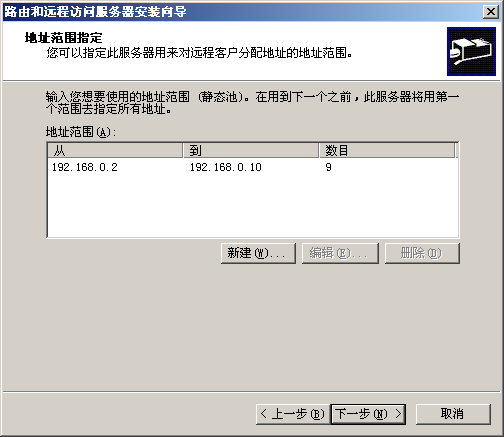 路由和远程访问服务器安装向导
地址范围指定
您可以指定此服务器用来对远程客户分配地址的地址范围。
输入您想要使用的地址范围 (静态池)。在用到下一个之前，此服务器将用第一
个范围去指定所有地址。
地址范围(A):
从 到 数目
192.168.0.2 192.168.0.10 9
新建(W)... 编辑(E)... 删除(D)
< 上一步(B) 下一步(N) > 取消